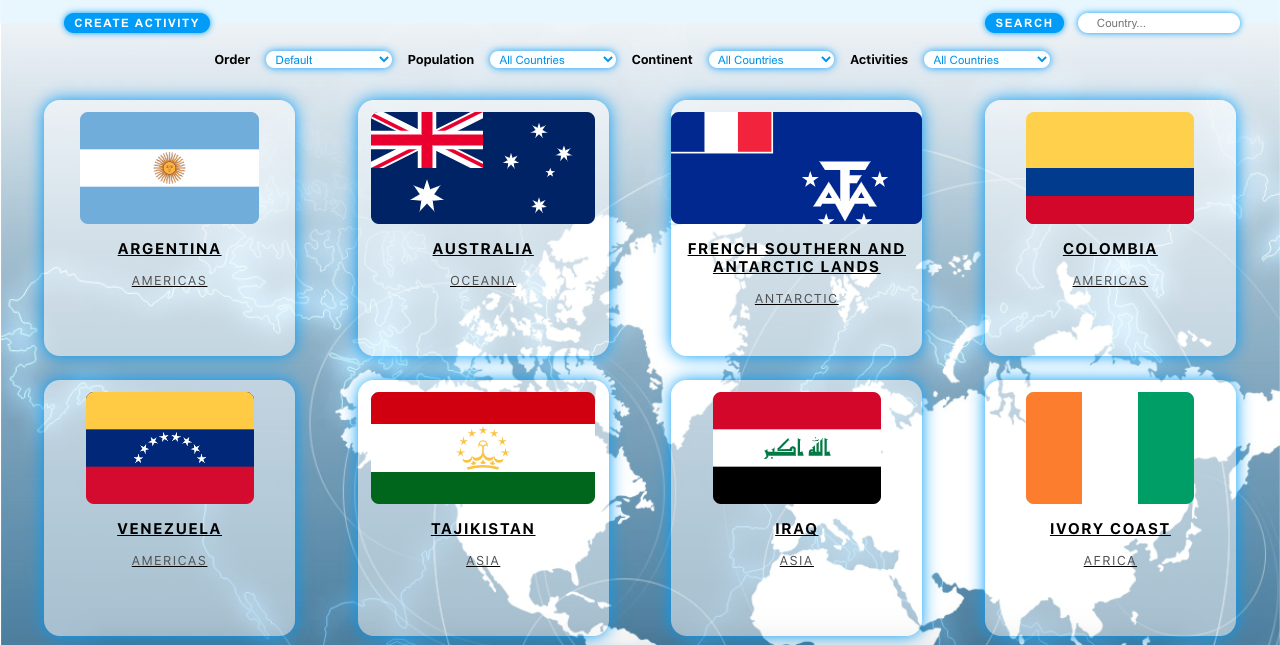 CREATE ACTIVITY
SEARCH
Country...
Order
Default
Population
All Countries
Continent
All Countries
Activities
All Countries
ARGENTINA
AMERICAS
AUSTRALIA
OCEANIA
FRENCH SOUTHERN AND
ANTARCTIC LANDS
ANTARCTIC
COLOMBIA
AMERICAS
VENEZUELA
AMERICAS
TAJIKISTAN
ASIA
الله اكبر
IRAQ
ASIA
IVORY COAST
AFRICA